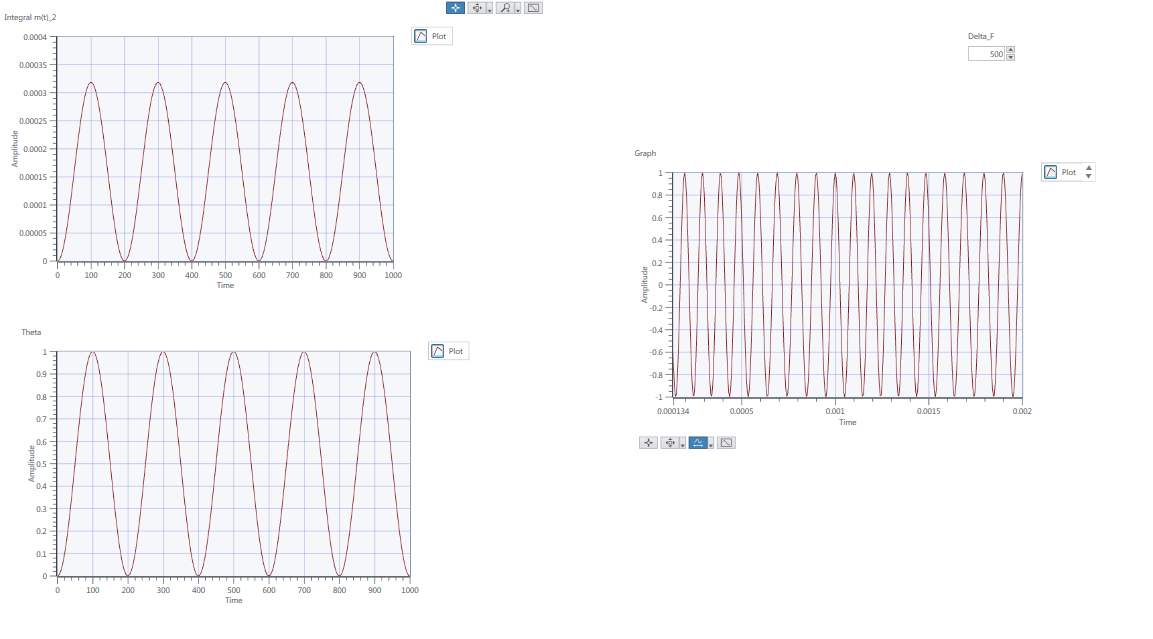 Integral m(t)_2
Plot
0.0004
0.00035
0.0003
0.00025
0.0002
0.00015
0.0001
0.00005
0
Amplitude
0 100 200 300 400 500 600 700 800 900 1000
Time
Theta
Plot
1
0.9
0.8
0.7
0.6
0.5
0.4
0.3
0.2
0.1
0
Amplitude
0 100 200 300 400 500 600 700 800 900 1000
Time
Delta_F
500
Graph
Plot
1
0.8
0.6
0.4
0.2
0
-0.2
-0.4
-0.6
-0.8
-1
Amplitude
0.000134 0.0005 0.001 0.0015 0.002
Time